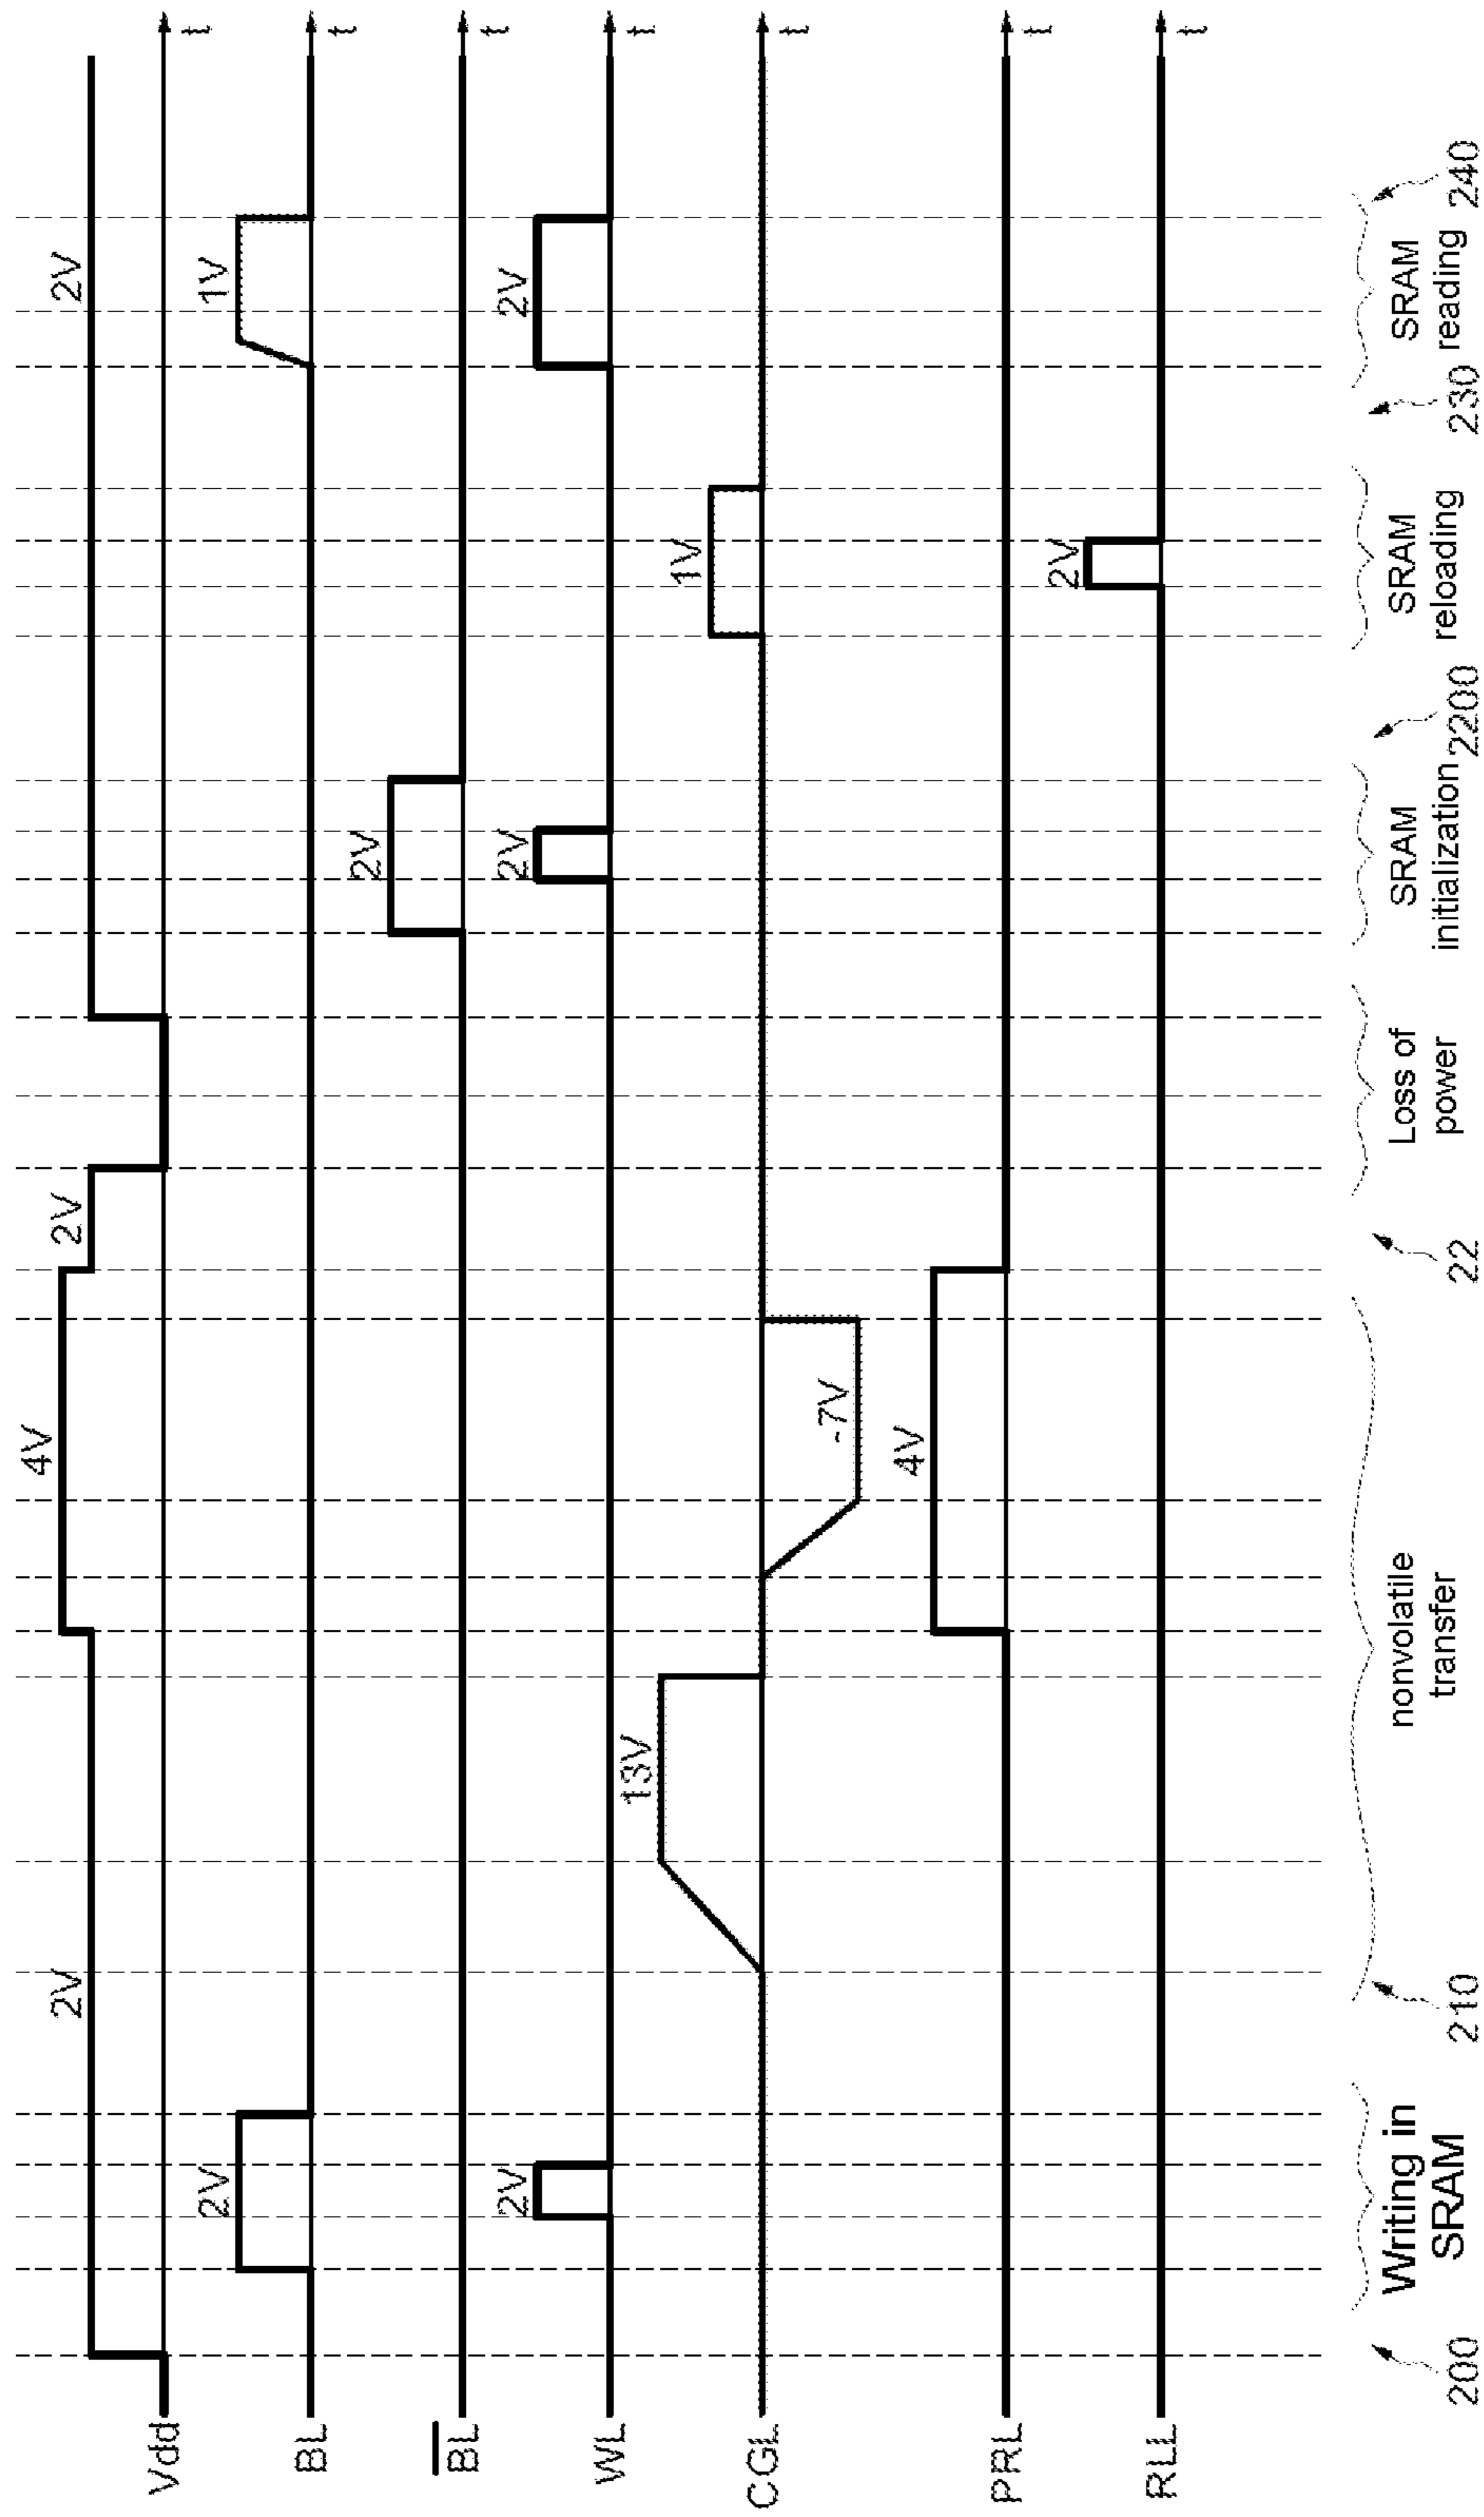 Vdd
2V
4V
2V
2V
t
BL
2V
1V
t
BL
2V
t
WL
2V
2V
2V
t
CGL
13V
-7V
1V
t
PRL
4V
t
RLL
2V
t
Writing in
SRAM
nonvolatile
transfer
Loss of
power
SRAM
initialization
SRAM
reloading
SRAM
reading
200
210
22
2200
230
240